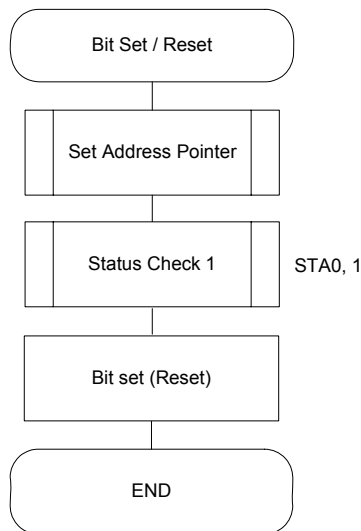 Bit Set / Reset
Set Address Pointer
Status Check 1
STA0, 1
Bit set (Reset)
END